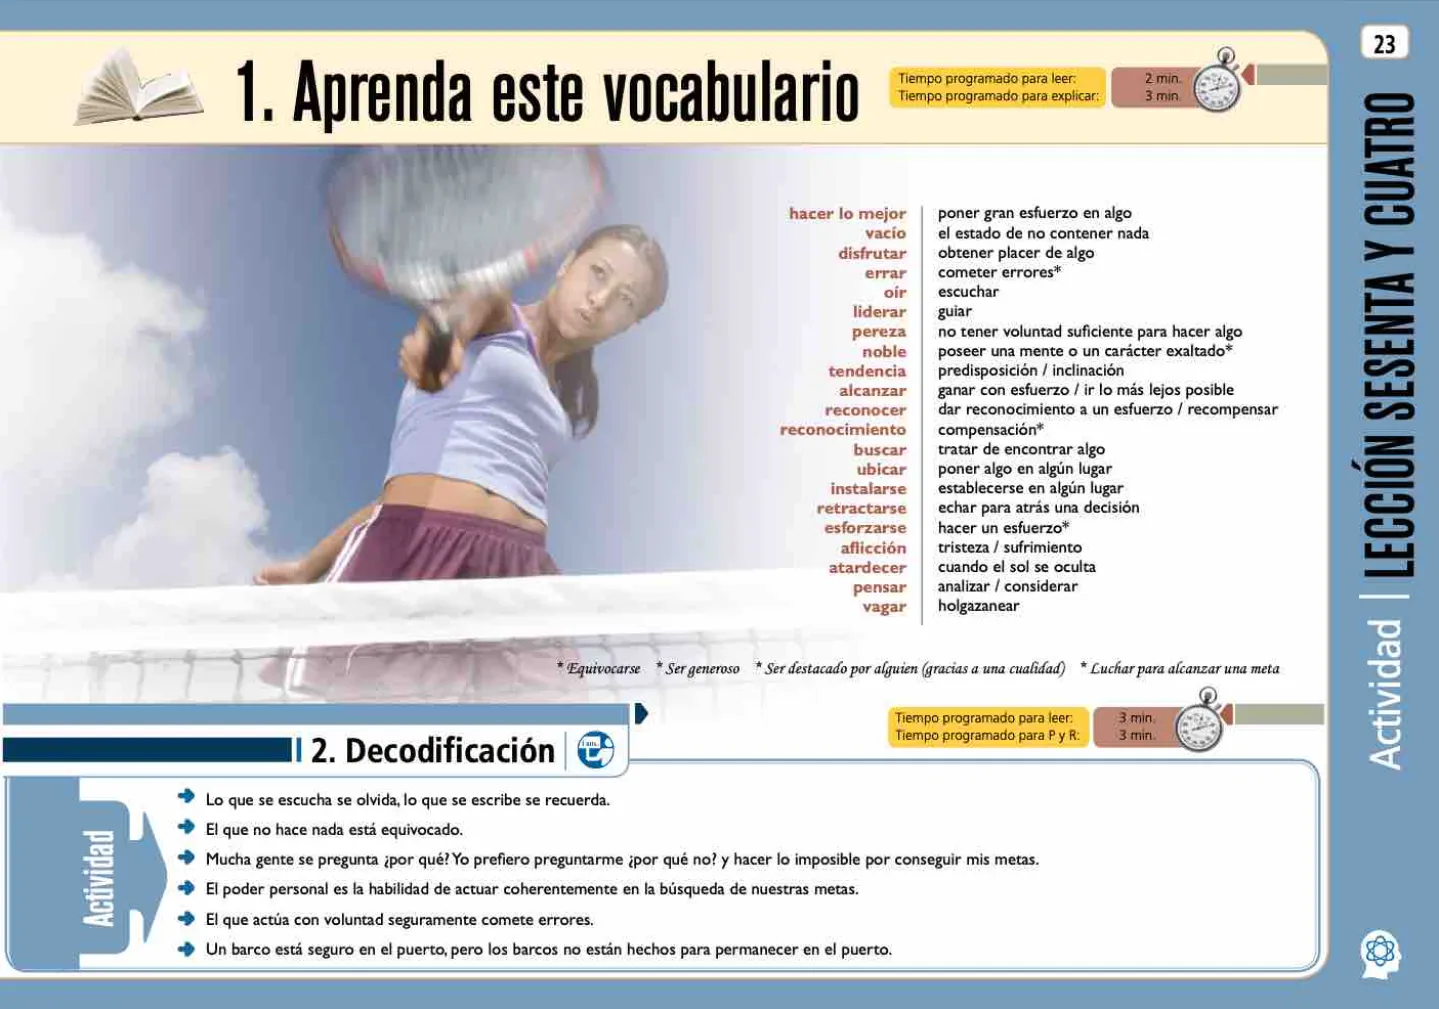 23
1. Aprenda este vocabulario
Tiempo programado para leer: 2 min.
Tiempo programado para explicar: 3 min.
LECCIÓN SESENTA Y CUATRO
Actividad
hacer lo mejor poner gran esfuerzo en algo
vacío el estado de no contener nada
disfrutar obtener placer de algo
errar cometer errores*
oír escuchar
liderar guiar
pereza no tener voluntad suficiente para hacer algo
noble poseer una mente o un carácter exaltado*
tendencia predisposición / inclinación
alcanzar ganar con esfuerzo / ir lo más lejos posible
reconocer dar reconocimiento a un esfuerzo / recompensar
reconocimiento compensación*
buscar tratar de encontrar algo
ubicar poner algo en algún lugar
instalarse establecerse en algún lugar
retractarse echar para atrás una decisión
esforzarse hacer un esfuerzo*
aflicción tristeza / sufrimiento
atardecer cuando el sol se oculta
pensar analizar / considerar
vagar holgazanear
* Equivocarse * Ser generoso * Ser destacado por alguien (gracias a una cualidad) * Luchar para alcanzar una meta
2. Decodificación
Tiempo programado para leer: 3 min.
Tiempo programado para P y R: 3 min.
Actividad
Lo que se escucha se olvida, lo que se escribe se recuerda.
El que no hace nada está equivocado.
Mucha gente se pregunta ¿por qué? Yo prefiero preguntarme ¿por qué no? y hacer lo imposible por conseguir mis metas.
El poder personal es la habilidad de actuar coherentemente en la búsqueda de nuestras metas.
El que actúa con voluntad seguramente comete errores.
Un barco está seguro en el puerto, pero los barcos no están hechos para permanecer en el puerto.